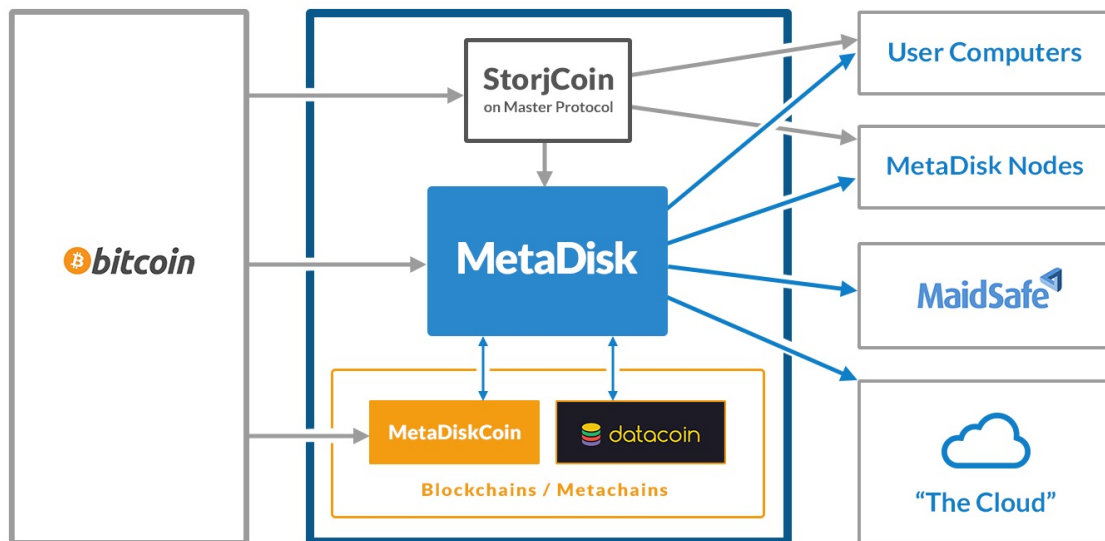 bitcoin
StorjCoin
on Master Protocol
MetaDisk
MetaDiskCoin
datacoin
Blockchains / Metachains
User Computers
MetaDisk Nodes
MaidSafe
“The Cloud”